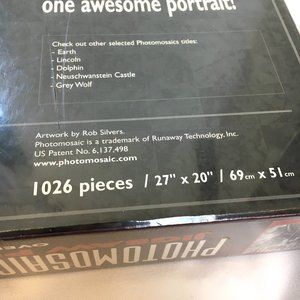 one awesome portrait!
Check out other selected Photomosaics titles:
- Earth
- Lincoln
- Dolphin
- Neuschwanstein Castle
- Grey Wolf
Artwork by Rob Silvers.
Photomosaic is a trademark of Runaway Technology, Inc.
US Patent No. 6,137,498
www.photomosaic.com
1026 pieces / 27" x 20" / 69cm x 51cm
PHOTOMOSAIC